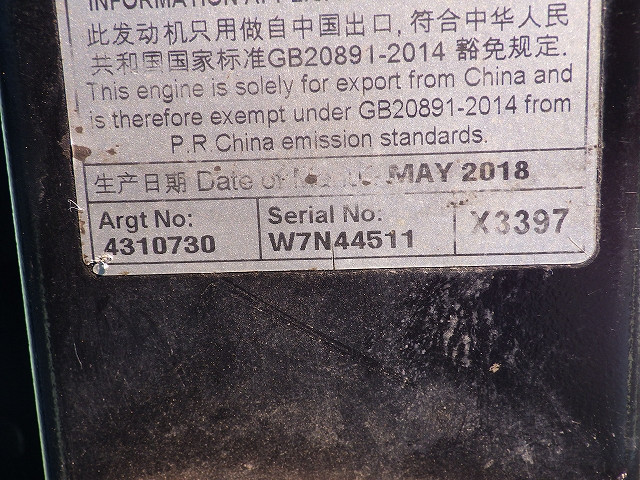 INFORMATION
此发动机只用做自中国出口,符合中华人民
共和国国家标准GB20891-2014 豁免规定.
This engine is solely for export from China and
is therefore exempt under GB20891-2014 from
P.R.China emission standards.
生产日期 Date of MAY 2018
Argt No:
4310730
Serial No:
W7N44511
X3397